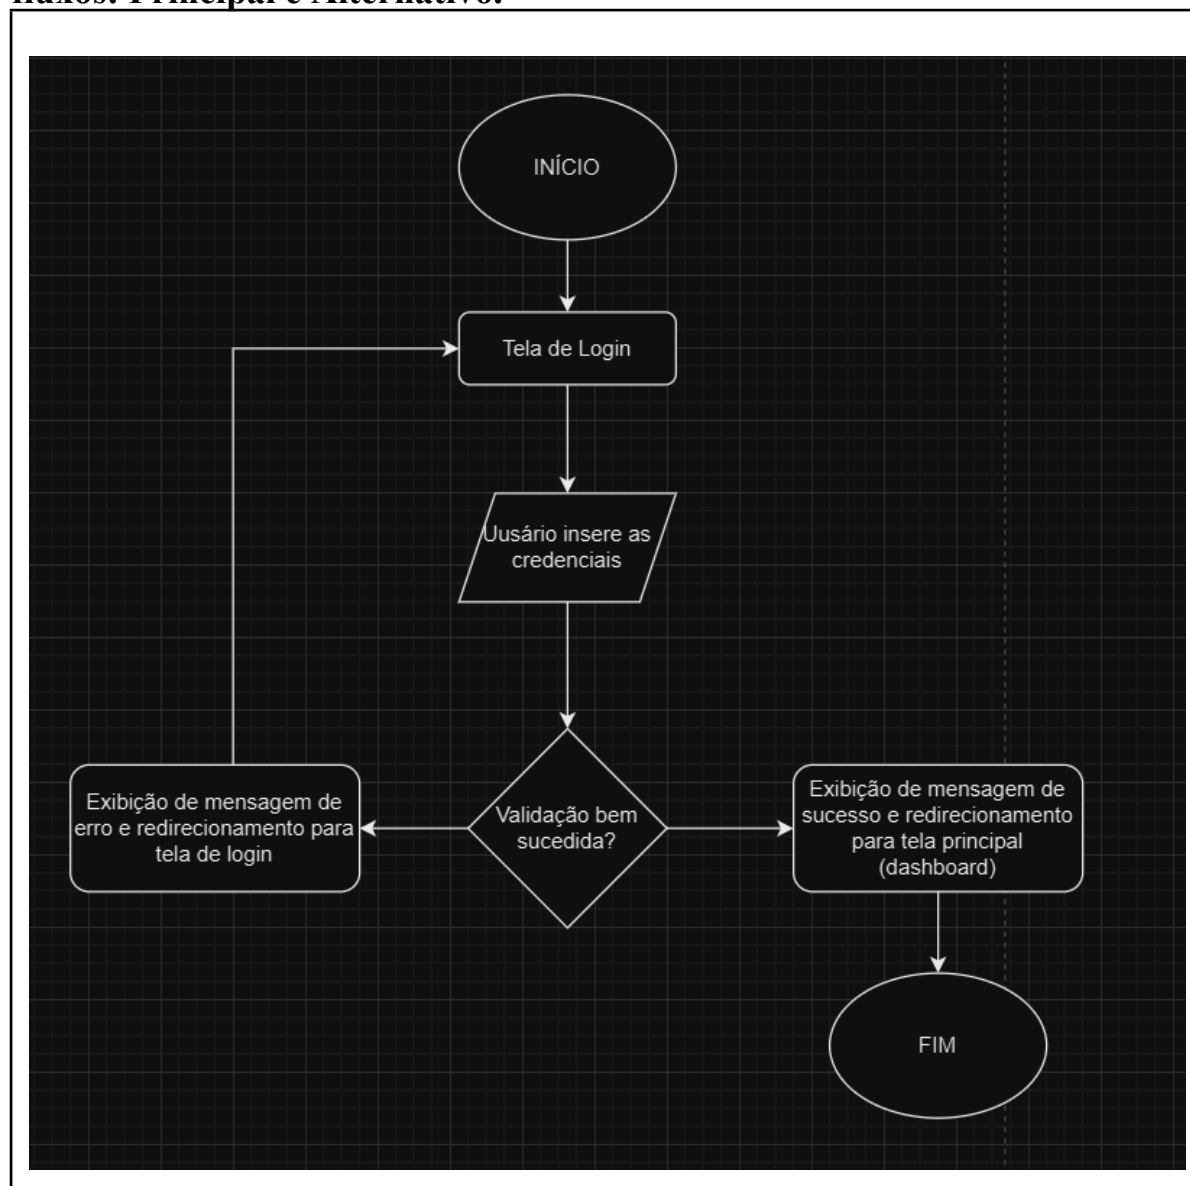 fluxos: Principal e Alternativo.
INÍCIO
Tela de Login
Uusário insere as
credenciais
Validação bem
sucedida?
Exibição de mensagem de
erro e redirecionamento para
tela de login
Exibição de mensagem de
sucesso e redirecionamento
para tela principal
(dashboard)
FIM